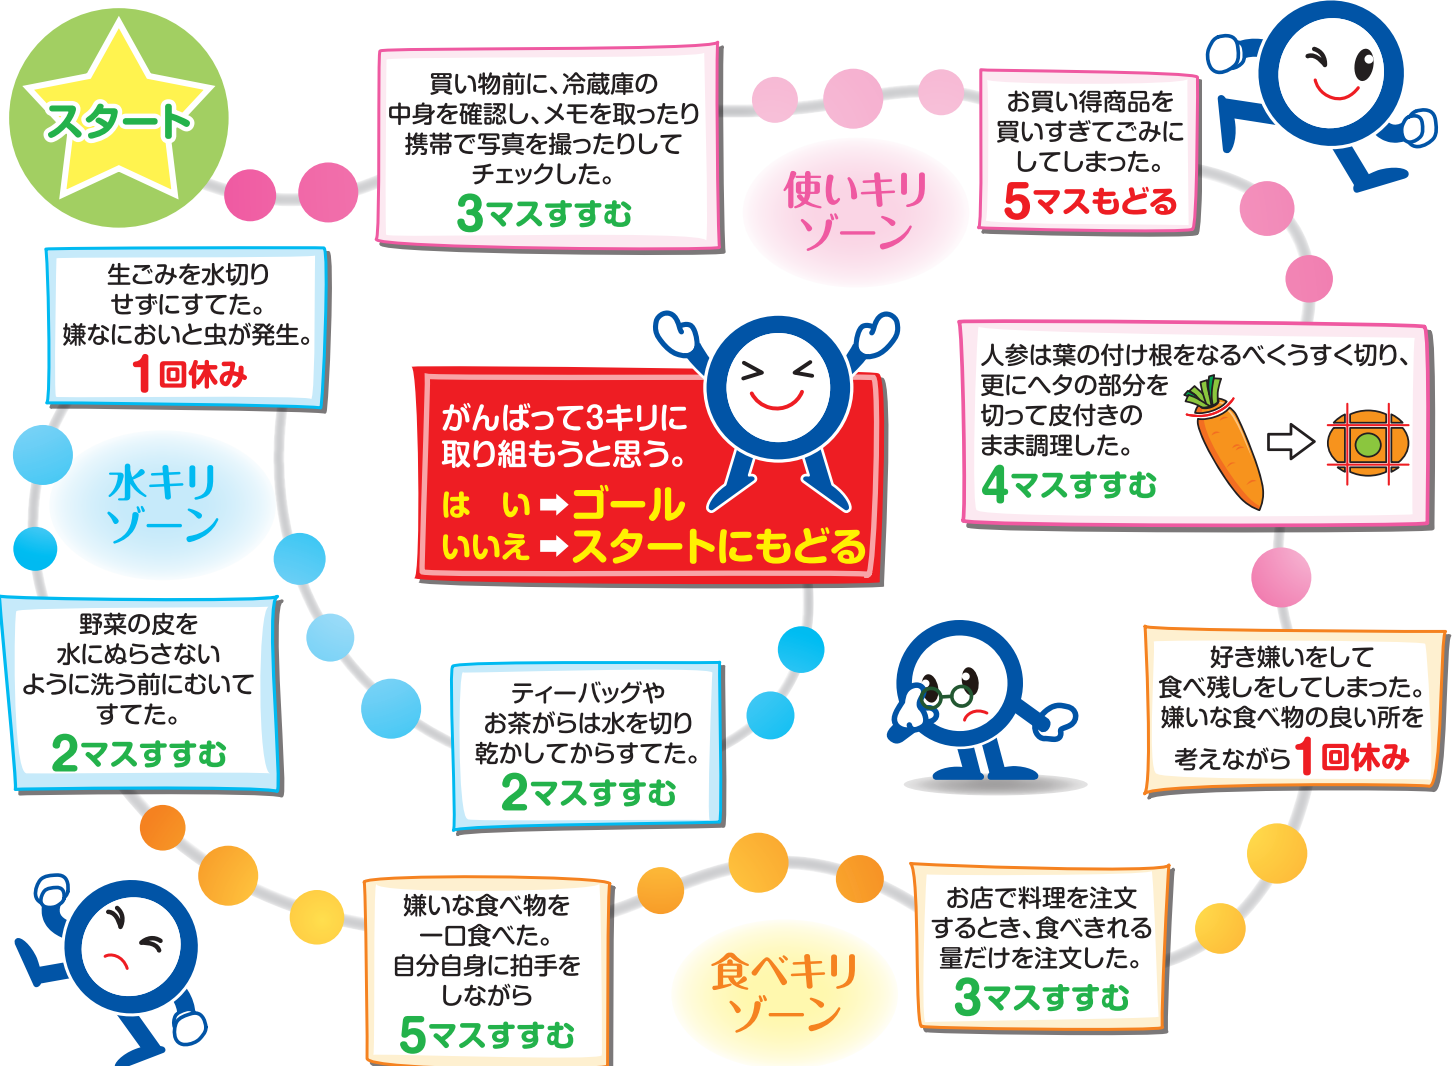 スタート
買い物前に、冷蔵庫の
中身を確認し、メモを取ったり
携帯で写真を撮ったりして
チェックした。
3マスすすむ
使いキリ
ゾーン
お買い得商品を
買いすぎてごみに
してしまった。
5マスもどる
人参は葉の付け根をなるべくうすく切り、
更にヘタの部分を
切って皮付きの
まま調理した。
4マスすすむ
好き嫌いをして
食べ残しをしてしまった。
嫌いな食べ物の良い所を
考えながら1回休み
お店で料理を注文
するとき、食べきれる
量だけを注文した。
3マスすすむ
食べキリ
ゾーン
嫌いな食べ物を
一口食べた。
自分自身に拍手を
しながら
5マスすすむ
野菜の皮を
水にぬらさない
ように洗う前にむいて
すてた。
2マスすすむ
水キリ
ゾーン
生ごみを水切り
せずにすてた。
嫌なにおいと虫が発生。
1回休み
ティーバッグや
お茶がらは水を切り
乾かしてからすてた。
2マスすすむ
がんばって3キリに
取り組もうと思う。
は い➡ゴール
いいえ➡スタートにもどる